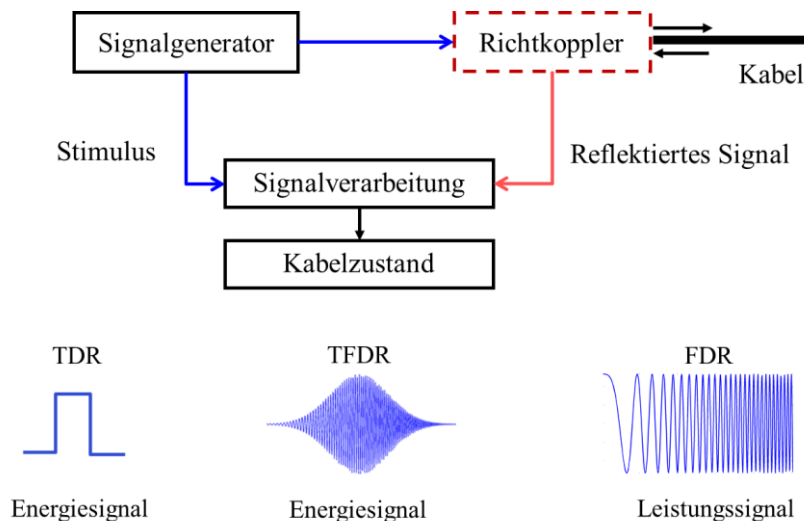 Signalgenerator
Richtkoppler
Kabel
Stimulus
Reflektiertes Signal
Signalverarbeitung
Kabelzustand
TDR
TFDR
FDR
Energiesignal
Energiesignal
Leistungssignal